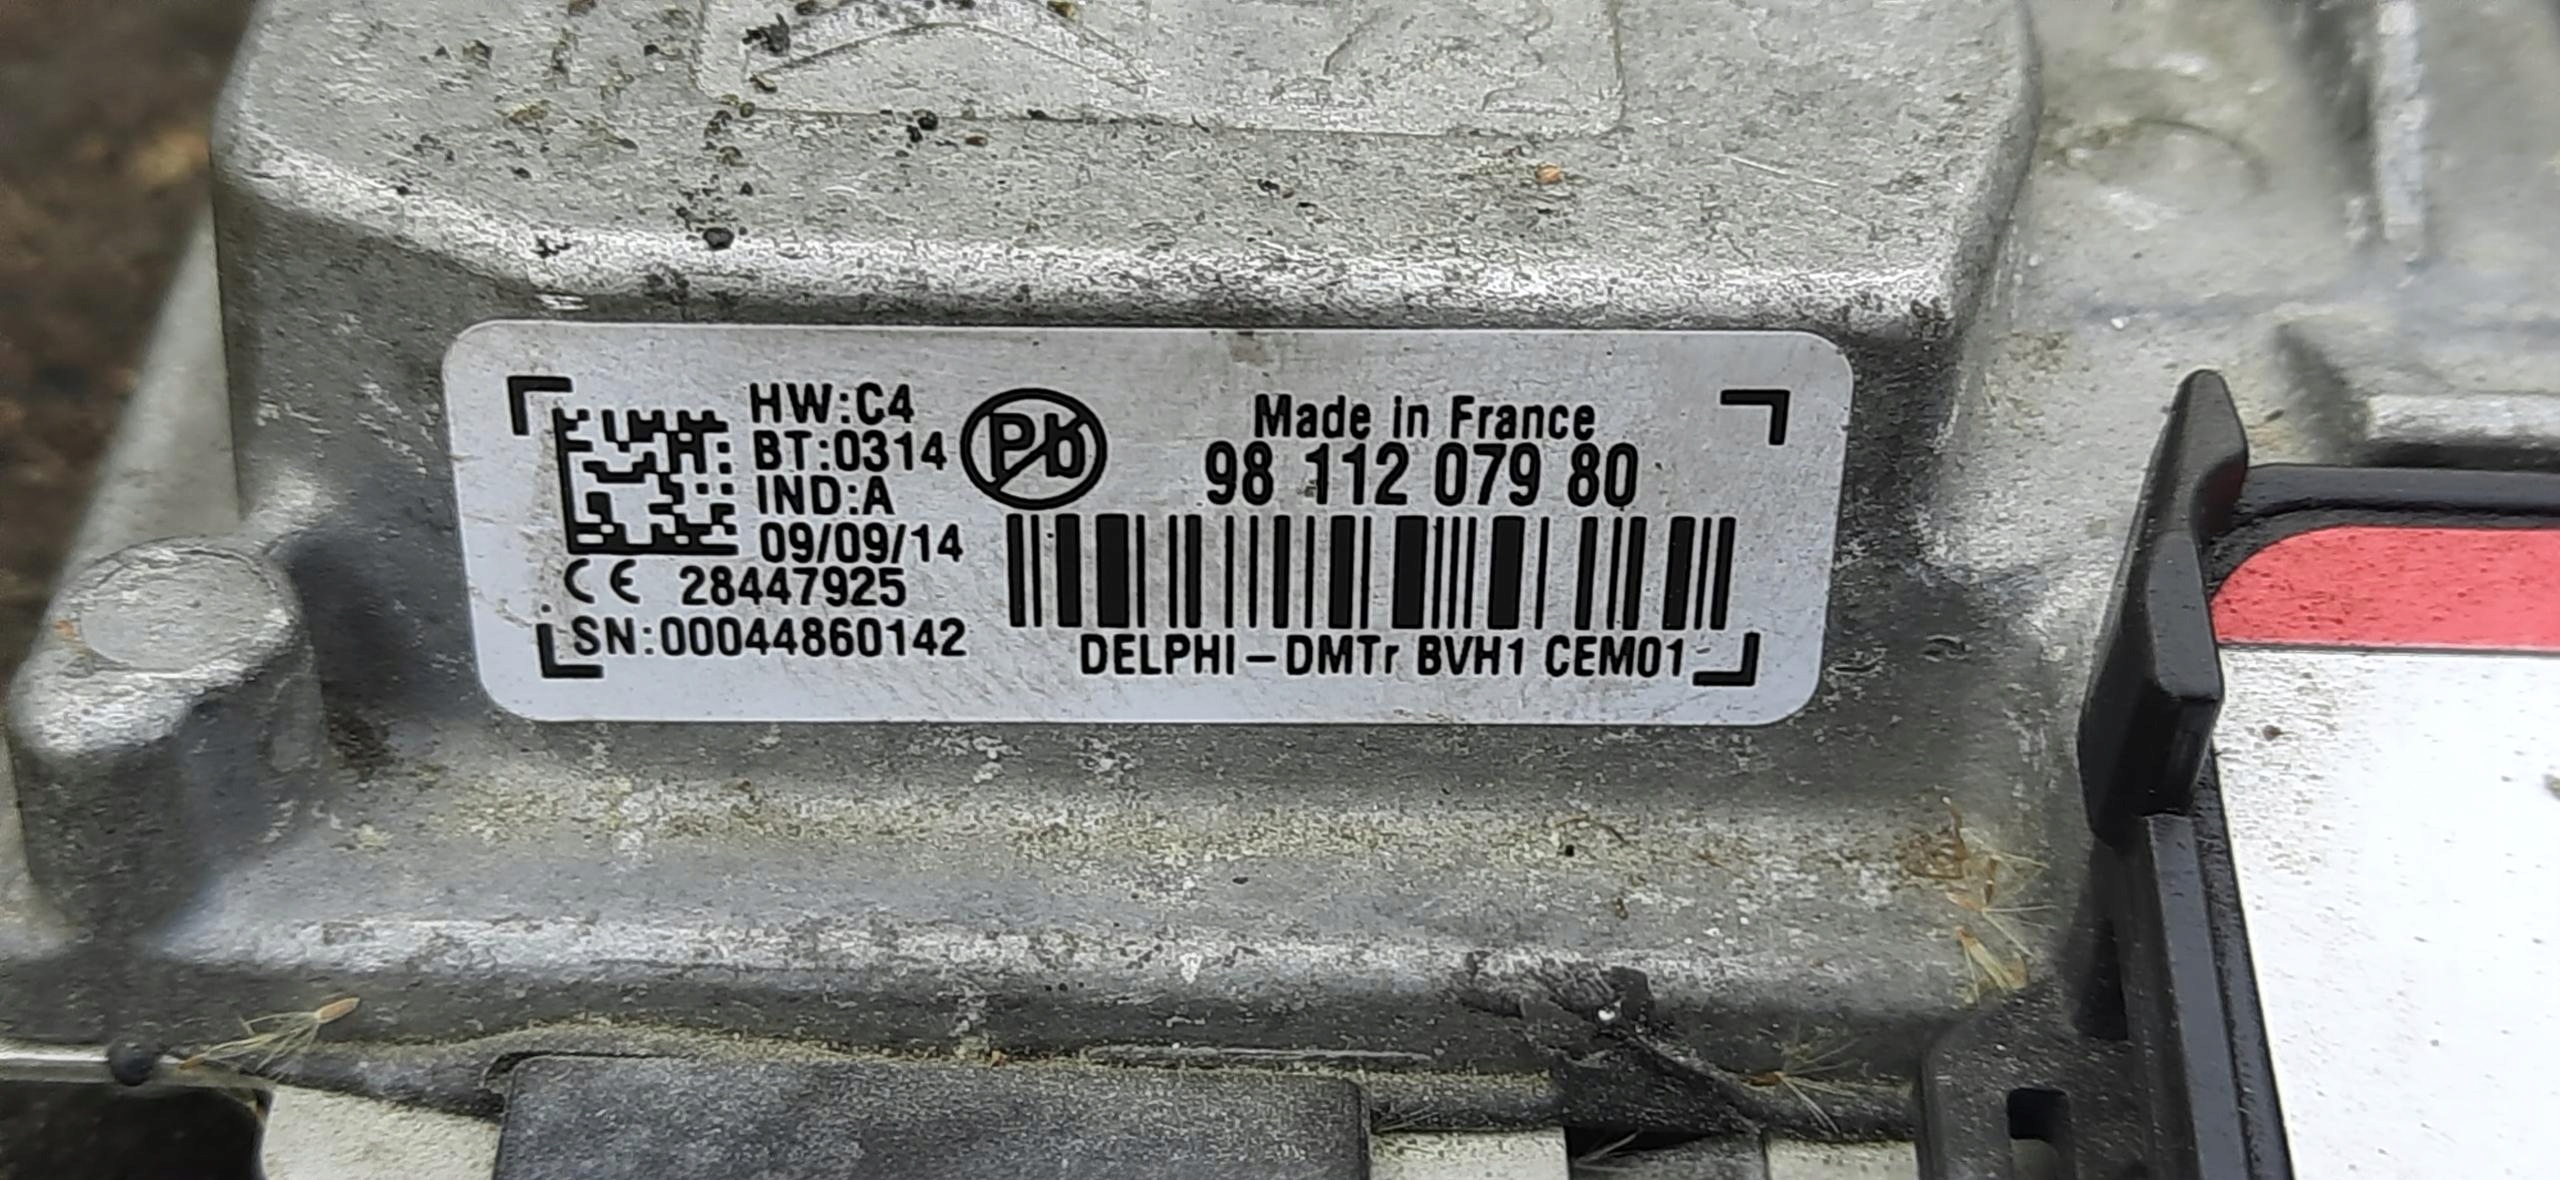 HW:C4
BT:0314
IND:A
09/09/14
CE 28447925
SN:00044860142
Pb
Made in France
98 112 079 80
DELPHI-DMTr BVH1 CEM01